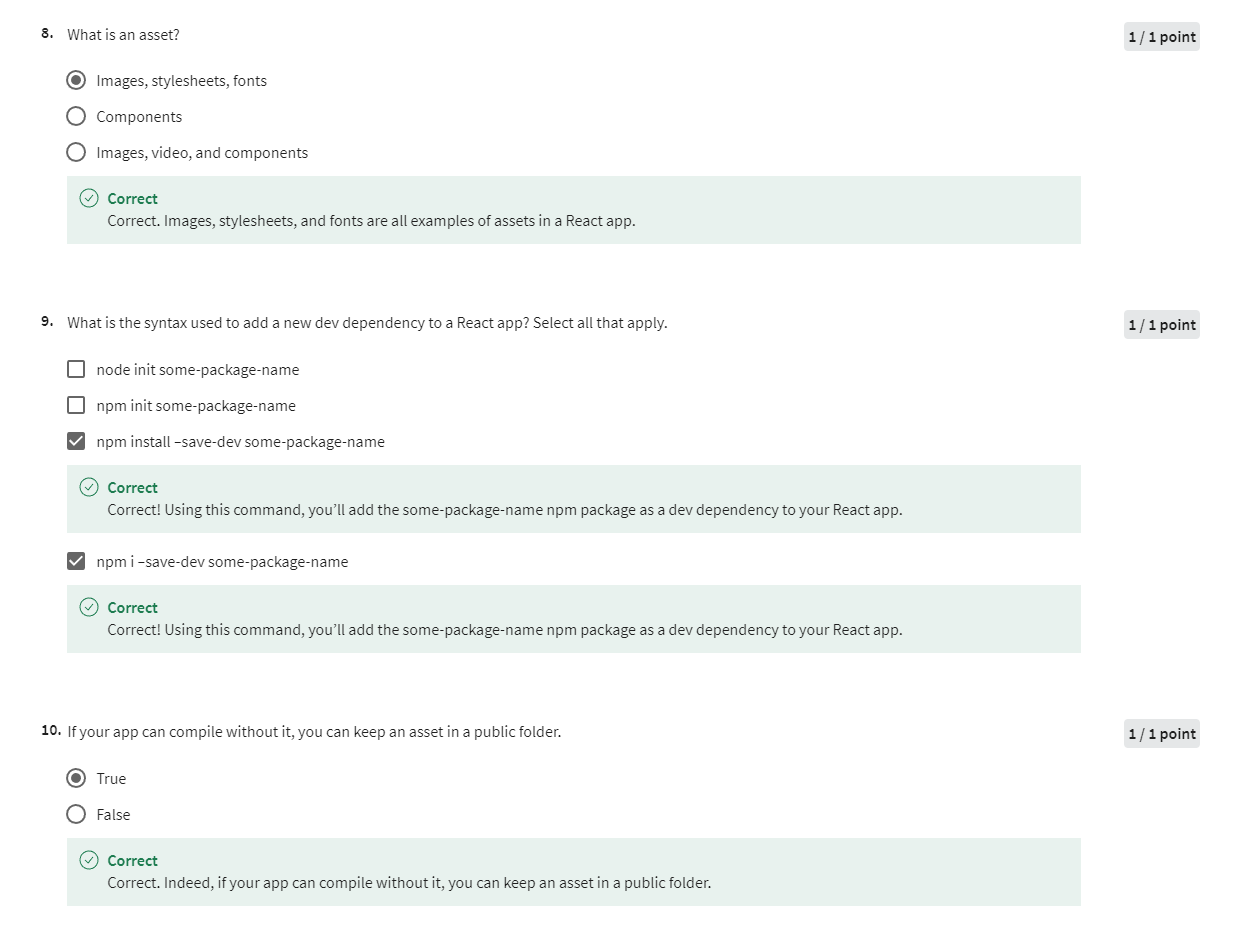 8. What is an asset?
1 / 1 point
Images, stylesheets, fonts
Components
Images, video, and components
Correct
Correct. Images, stylesheets, and fonts are all examples of assets in a React app.
9. What is the syntax used to add a new dev dependency to a React app? Select all that apply.
1 / 1 point
node init some-package-name
npm init some-package-name
npm install –save-dev some-package-name
Correct
Correct! Using this command, you’ll add the some-package-name npm package as a dev dependency to your React app.
npm i –save-dev some-package-name
Correct
Correct! Using this command, you’ll add the some-package-name npm package as a dev dependency to your React app.
10. If your app can compile without it, you can keep an asset in a public folder.
1 / 1 point
True
False
Correct
Correct. Indeed, if your app can compile without it, you can keep an asset in a public folder.